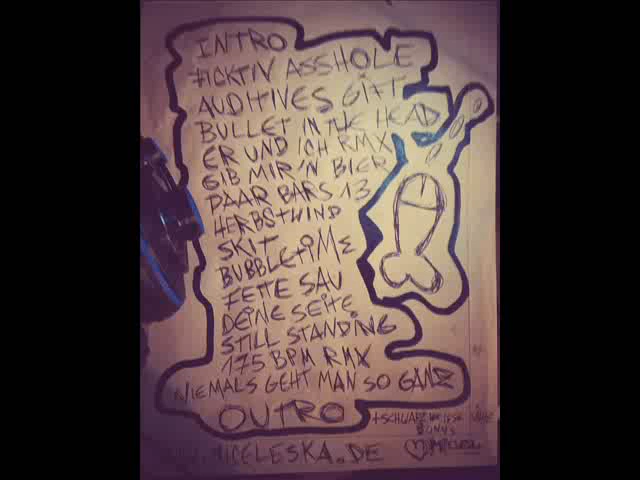 INTRO
FICKTIV ASSHOLE
AUDITIVES GIFT
BULLET IN THE HEAD
ER UND ICH RMX
GIB MIR'N BIER
PAAR BARS 13
HERBSTWIND
SKIT
BUBBLETIME
FETTE SAU
DEINE SEITE
STILL STANDING
175 BPM RMX
NIEMALS GEHT MAN SO GANZ
OUTRO
BONUS
MICELESKA.DE